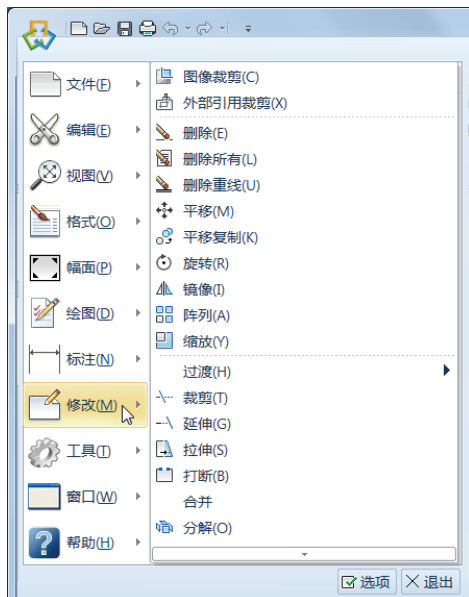 文件(F)
编辑(E)
视图(V)
格式(O)
幅面(P)
绘图(D)
标注(N)
修改(M)
工具(T)
窗口(W)
帮助(H)
图像裁剪(C)
外部引用裁剪(X)
删除(E)
删除所有(L)
删除重线(U)
平移(M)
平移复制(K)
旋转(R)
镜像(I)
阵列(A)
缩放(Y)
过渡(H)
裁剪(T)
延伸(G)
拉伸(S)
打断(B)
合并
分解(O)
选项
退出